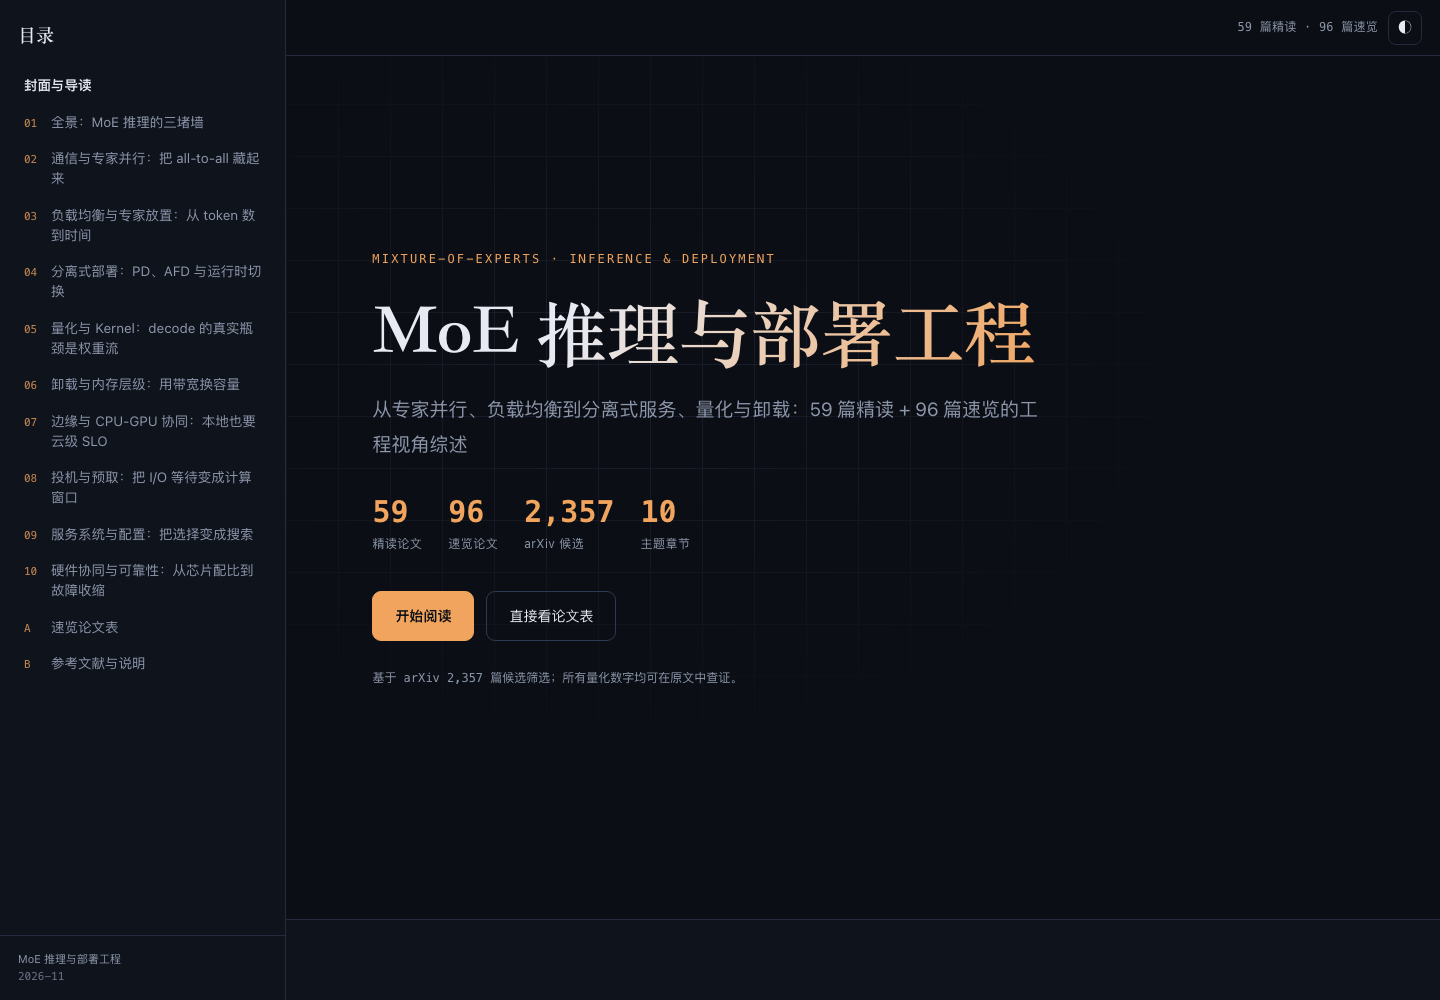 目录
封面与导读
01 全景：MoE 推理的三堵墙
02 通信与专家并行：把 all-to-all 藏起
来
03 负载均衡与专家放置：从 token 数
到时间
04 分离式部署：PD、AFD 与运行时切
换
05 量化与 Kernel：decode 的真实瓶
颈是权重流
06 卸载与内存层级：用带宽换容量
07 边缘与 CPU-GPU 协同：本地也要
云级 SLO
08 投机与预取：把 I/O 等待变成计算
窗口
09 服务系统与配置：把选择变成搜索
10 硬件协同与可靠性：从芯片配比到
故障收缩
A 速览论文表
B 参考文献与说明
MoE 推理与部署工程
2026-11
59 篇精读 · 96 篇速览
MIXTURE-OF-EXPERTS · INFERENCE & DEPLOYMENT
MoE 推理与部署工程
从专家并行、负载均衡到分离式服务、量化与卸载：59 篇精读 + 96 篇速览的工
程视角综述
59 96 2,357 10
精读论文 速览论文 arXiv 候选 主题章节
开始阅读 直接看论文表
基于 arXiv 2,357 篇候选筛选；所有量化数字均可在原文中查证。